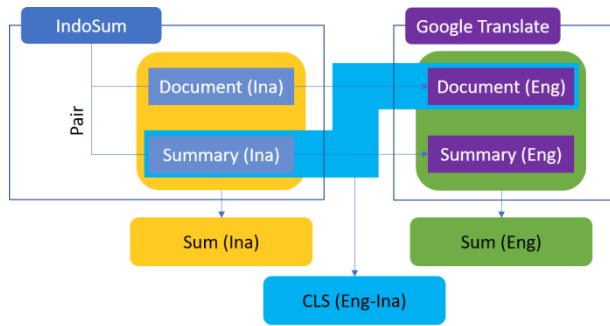 IndoSum
Google Translate
Document (Ina)
Document (Eng)
Pair
Summary (Ina)
Summary (Eng)
Sum (Ina)
Sum (Eng)
CLS (Eng-Ina)